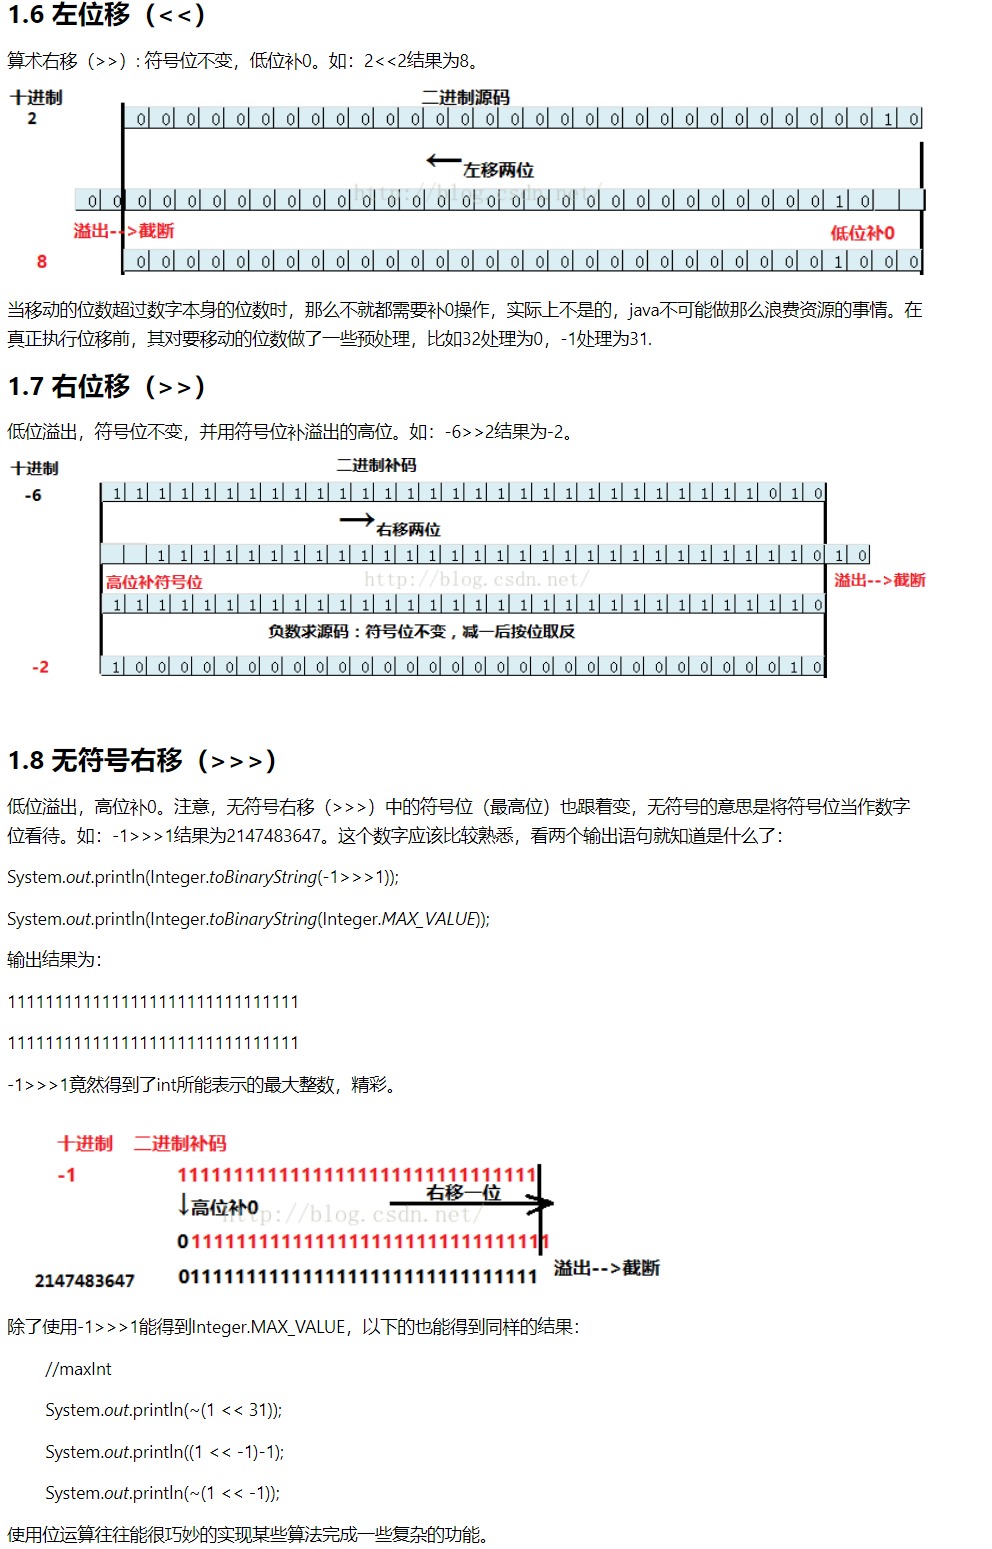 1.6 左位移（<<）
算术右移（>>）: 符号位不变，低位补0。如：2<<2结果为8。
十进制 二进制源码
2 0 0 0 0 0 0 0 0 0 0 0 0 0 0 0 0 0 0 0 0 0 0 0 0 0 0 0 0 0 0 1 0
←左移两位
http://blog.csdn.net/
0 0 0 0 0 0 0 0 0 0 0 0 0 0 0 0 0 0 0 0 0 0 0 0 0 0 0 0 0 0 1 0
溢出-->截断 低位补0
8 0 0 0 0 0 0 0 0 0 0 0 0 0 0 0 0 0 0 0 0 0 0 0 0 0 0 0 0 1 0 0 0
当移动的位数超过数字本身的位数时，那么不就都需要补0操作，实际上不是的，java不可能做那么浪费资源的事情。在
真正执行位移前，其对要移动的位数做了一些预处理，比如32处理为0，-1处理为31.
1.7 右位移（>>）
低位溢出，符号位不变，并用符号位补溢出的高位。如：-6>>2结果为-2。
十进制 二进制补码
-6 1 1 1 1 1 1 1 1 1 1 1 1 1 1 1 1 1 1 1 1 1 1 1 1 1 1 1 1 1 0 1 0
→右移两位
1 1 1 1 1 1 1 1 1 1 1 1 1 1 1 1 1 1 1 1 1 1 1 1 1 1 1 1 1 0 1 0
高位补符号位 http://blog.csdn.net/ 溢出-->截断
1 1 1 1 1 1 1 1 1 1 1 1 1 1 1 1 1 1 1 1 1 1 1 1 1 1 1 1 1 1 1 0
负数求源码：符号位不变，减一后按位取反
-2 1 0 0 0 0 0 0 0 0 0 0 0 0 0 0 0 0 0 0 0 0 0 0 0 0 0 0 0 0 0 1 0
1.8 无符号右移（>>>）
低位溢出，高位补0。注意，无符号右移（>>>）中的符号位（最高位）也跟着变，无符号的意思是将符号位当作数字
位看待。如：-1>>>1结果为2147483647。这个数字应该比较熟悉，看两个输出语句就知道是什么了：
System.out.println(Integer.toBinaryString(-1>>>1));
System.out.println(Integer.toBinaryString(Integer.MAX_VALUE));
输出结果为：
1111111111111111111111111111111
1111111111111111111111111111111
-1>>>1竟然得到了int所能表示的最大整数，精彩。
十进制 二进制补码
-1 11111111111111111111111111111111
↓高位补0 右移一位
http://blog.csdn.net/
011111111111111111111111111111111
溢出-->截断
2147483647 01111111111111111111111111111111
除了使用-1>>>1能得到Integer.MAX_VALUE，以下的也能得到同样的结果：
//maxInt
System.out.println(~(1 << 31));
System.out.println((1 << -1)-1);
System.out.println(~(1 << -1));
使用位运算往往能很巧妙的实现某些算法完成一些复杂的功能。